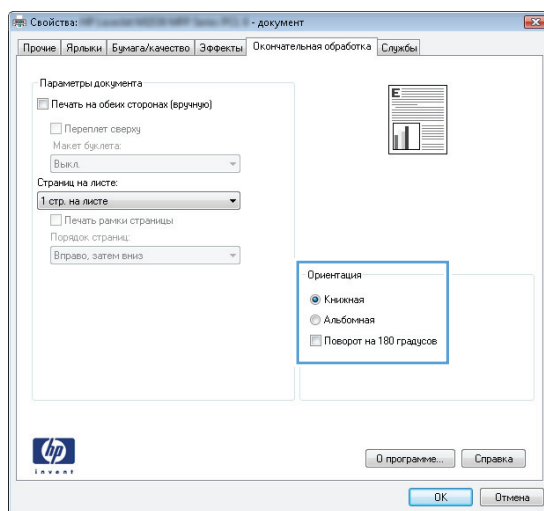 Свойства: - документ
Прочие Ярлыки Бумага/качество Эффекты Окончательная обработка Службы
Параметры документа
Печать на обеих сторонах (вручную)
Переплет сверху
Макет буклета:
Выкл.
Страниц на листе:
1 стр. на листе
Печать рамки страницы
Порядок страниц:
Вправо, затем вниз
E
Ориентация
Книжная
Альбомная
Поворот на 180 градусов
hp
invent
О программе... Справка
OK Отмена